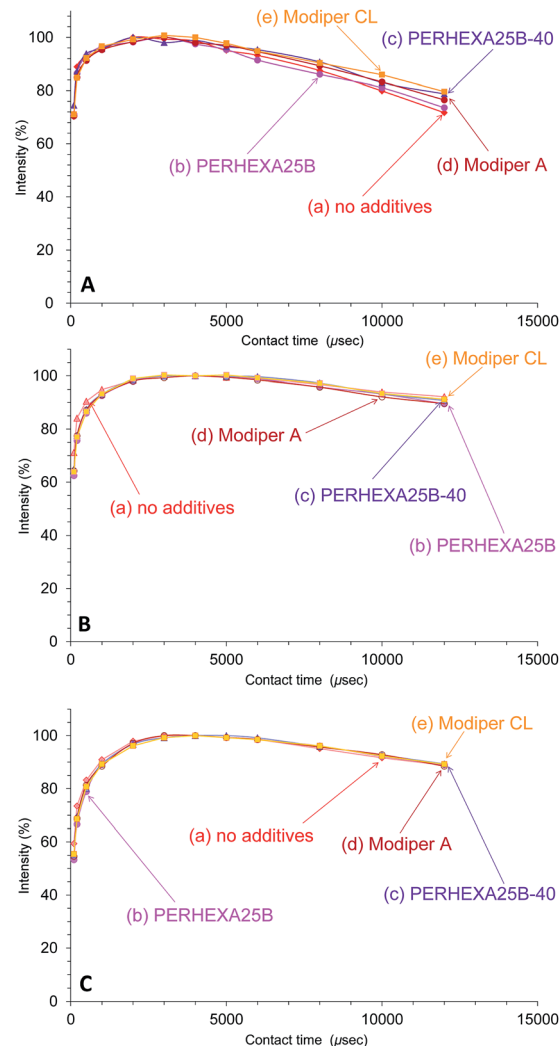 (e) Modiper CL
(c) PERHEXA25B-40
(b) PERHEXA25B
(d) Modiper A
(a) no additives
Intensity (%)
120
100
80
60
40
20
0
A
0 5000 10000 15000
Contact time (µsec)
(e) Modiper CL
(d) Modiper A
(a) no additives
(c) PERHEXA25B-40
(b) PERHEXA25B
Intensity (%)
120
100
80
60
40
20
0
B
0 5000 10000 15000
Contact time (µsec)
(e) Modiper CL
(a) no additives
(d) Modiper A
(b) PERHEXA25B
(c) PERHEXA25B-40
Intensity (%)
120
100
80
60
40
20
0
C
0 5000 10000 15000
Contact time (µsec)